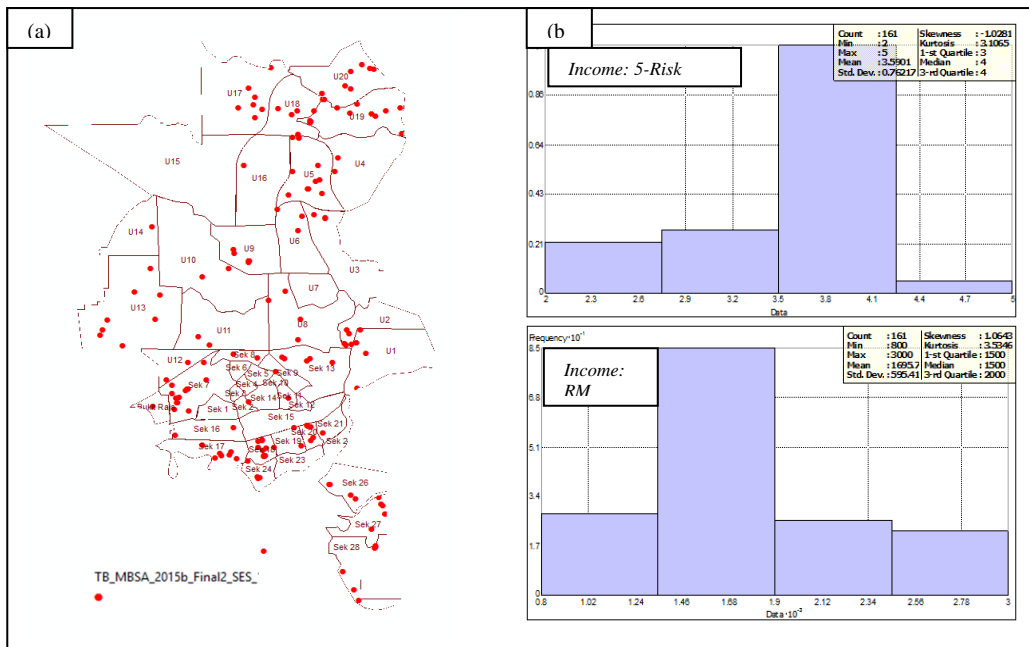 (a)
U20
U17
U18
U19
U15
U16
U5
U4
U14
U6
U9
U10
U3
U7
U13
U8
U2
U11
U1
U12
Sek 8
Sek 13
Sek 6
Sek 5
Sek 9
Sek 7
Sek 4
Sek 10
Sek 3
Sek 14
Sek 11
Sek 1
Sek 2
Sek 12
Sek 15
Sek 16
Sek 21
Sek 20
Sek 17
Sek 19
Sek 2
Sek 24
Sek 23
Sek 26
Sek 27
Sek 28
TB_MBSA_2015b_Final2_SES_
(b)
Income: 5-Risk
Count : 161 Skewness : -1.0281
Min : 2 Kurtosis : 3.1065
Max : 5 1-st Quartile : 3
Mean : 3.5901 Median : 4
Std. Dev. : 0.76217 3-rd Quartile : 4
0.86
0.64
0.43
0.21
0
2 2.3 2.6 2.9 3.2 3.5 3.8 4.1 4.4 4.7 5
Data
Frequency·10⁻¹
Income:
RM
Count : 161 Skewness : 1.0643
Min : 800 Kurtosis : 3.5346
Max : 3000 1-st Quartile : 1500
Mean : 1695.7 Median : 1500
Std. Dev. : 595.41 3-rd Quartile : 2000
8.5
6.8
5.1
3.4
1.7
0
0.8 1.02 1.24 1.46 1.68 1.9 2.12 2.34 2.56 2.78 3
Data·10⁻³